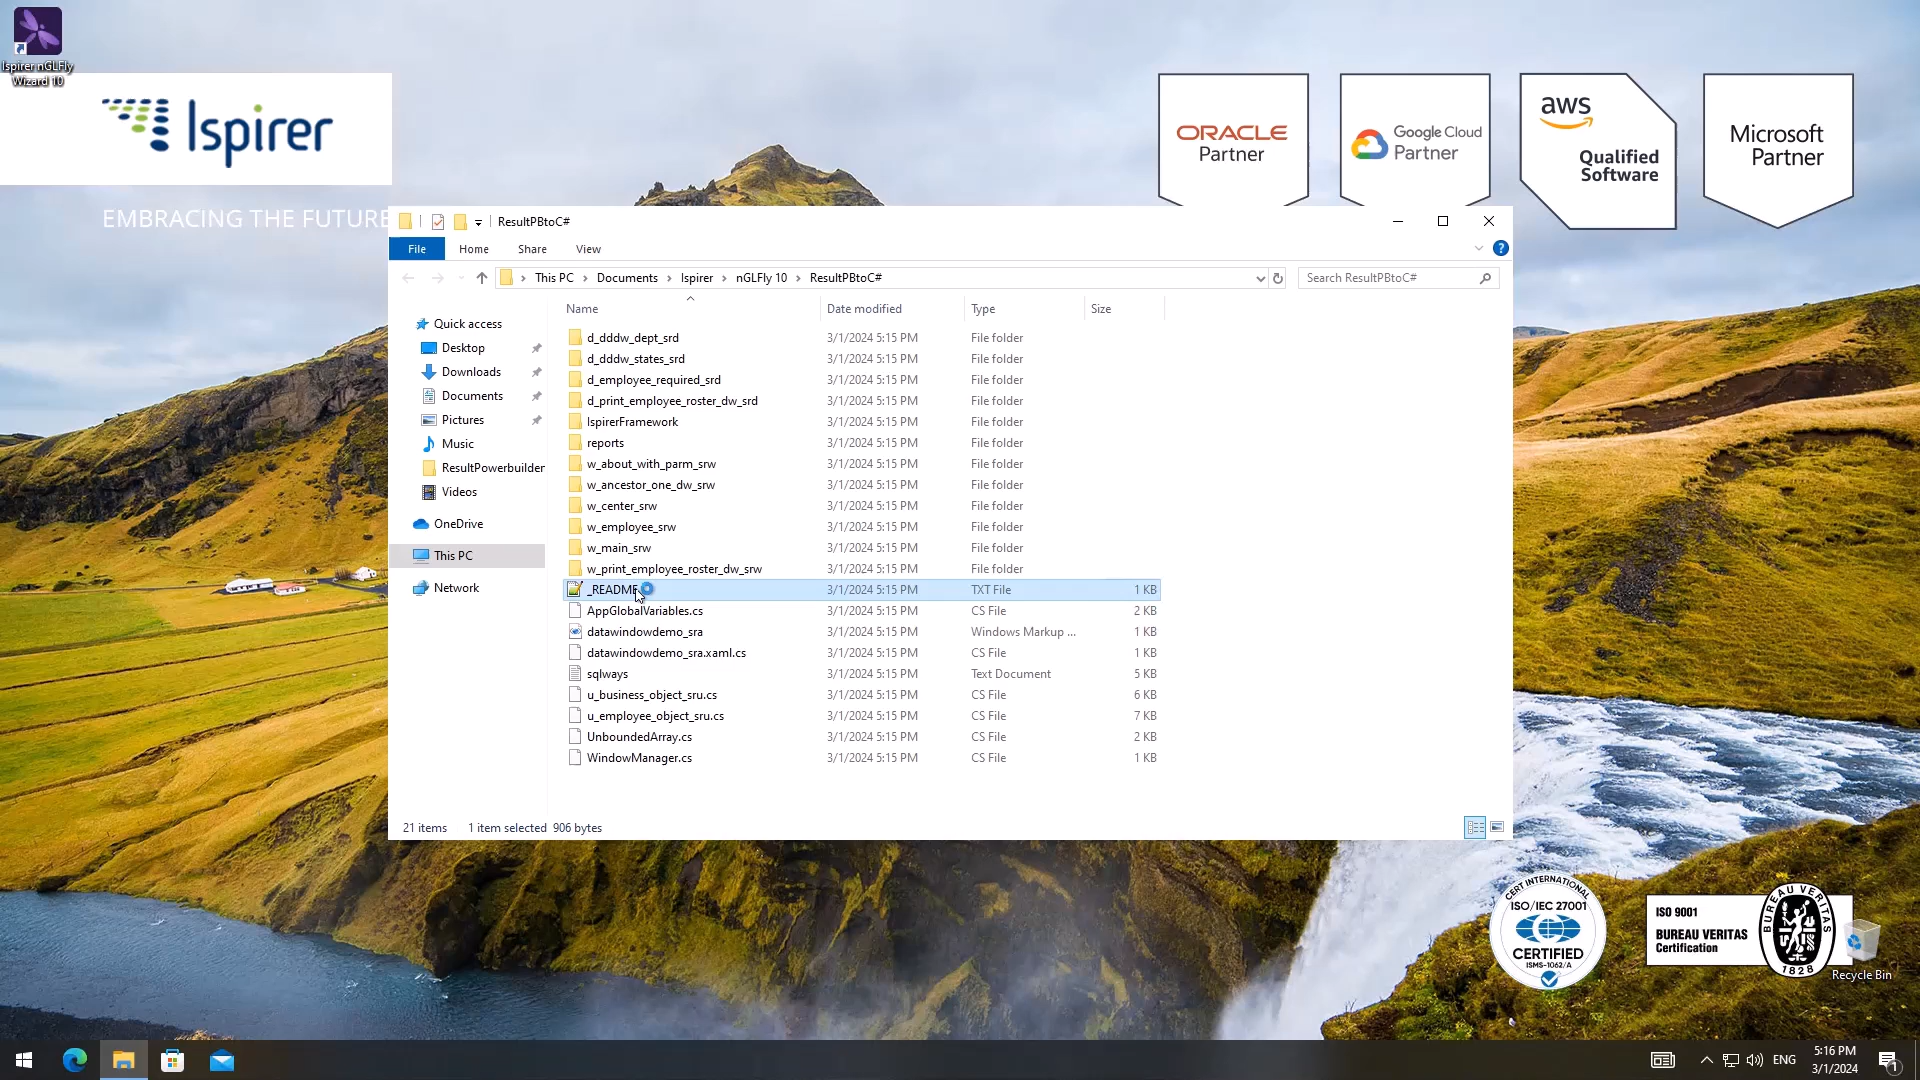 Ispirer nGLFly
Wizard 10
Ispirer
EMBRACING THE FUTURE
ORACLE
Partner
Google Cloud
Partner
aws
Qualified
Software
Microsoft
Partner
ResultPBtoC#
File
Home
Share
View
?
This PC
Documents
Ispirer
nGLFly 10
ResultPBtoC#
Search ResultPBtoC#
Name
Date modified
Type
Size
Quick access
Desktop
Downloads
Documents
Pictures
Music
ResultPowerbuilder
Videos
OneDrive
This PC
Network
d_dddw_dept_srd 3/1/2024 5:15 PM File folder
d_dddw_states_srd 3/1/2024 5:15 PM File folder
d_employee_required_srd 3/1/2024 5:15 PM File folder
d_print_employee_roster_dw_srd 3/1/2024 5:15 PM File folder
IspirerFramework 3/1/2024 5:15 PM File folder
reports 3/1/2024 5:15 PM File folder
w_about_with_parm_srw 3/1/2024 5:15 PM File folder
w_ancestor_one_dw_srw 3/1/2024 5:15 PM File folder
w_center_srw 3/1/2024 5:15 PM File folder
w_employee_srw 3/1/2024 5:15 PM File folder
w_main_srw 3/1/2024 5:15 PM File folder
w_print_employee_roster_dw_srw 3/1/2024 5:15 PM File folder
_README 3/1/2024 5:15 PM TXT File 1 KB
AppGlobalVariables.cs 3/1/2024 5:15 PM CS File 2 KB
datawindowdemo_sra 3/1/2024 5:15 PM Windows Markup ... 1 KB
datawindowdemo_sra.xaml.cs 3/1/2024 5:15 PM CS File 1 KB
sqlways 3/1/2024 5:15 PM Text Document 5 KB
u_business_object_sru.cs 3/1/2024 5:15 PM CS File 6 KB
u_employee_object_sru.cs 3/1/2024 5:15 PM CS File 7 KB
UnboundedArray.cs 3/1/2024 5:15 PM CS File 2 KB
WindowManager.cs 3/1/2024 5:15 PM CS File 1 KB
21 items 1 item selected 906 bytes
CERT INTERNATIONAL
ISO/IEC 27001
CERTIFIED
ISMS-1062/A
ISO 9001
BUREAU VERITAS
Certification
BUREAU VERITAS
1828
Recycle Bin
ENG
5:16 PM
3/1/2024
1